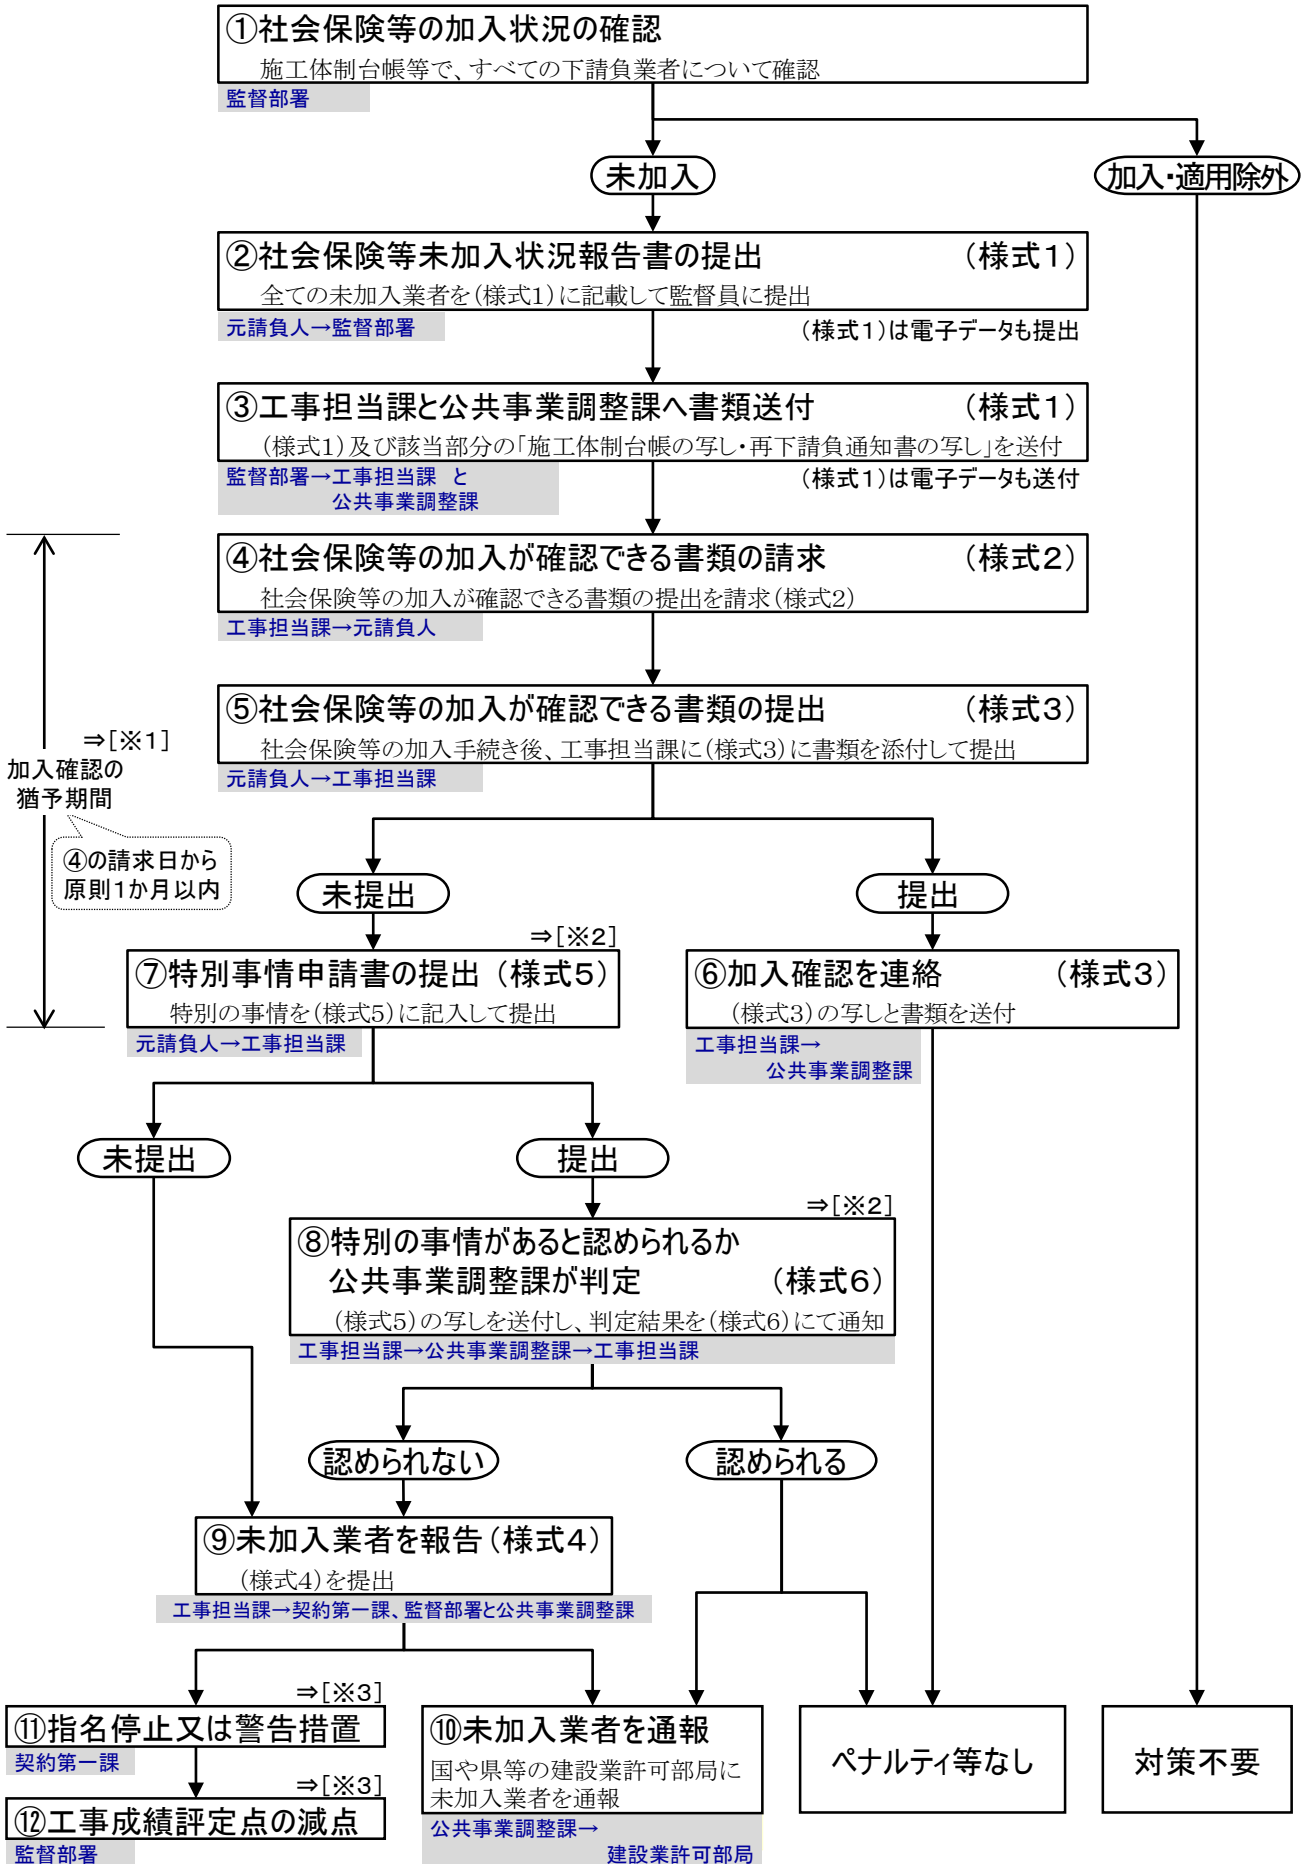 ①社会保険等の加入状況の確認
施工体制台帳等で、すべての下請負業者について確認
監督部署
未加入
加入・適用除外
②社会保険等未加入状況報告書の提出 (様式1)
全ての未加入業者を(様式1)に記載して監督員に提出
元請負人→監督部署
(様式1)は電子データも提出
③工事担当課と公共事業調整課へ書類送付 (様式1)
(様式1)及び該当部分の「施工体制台帳の写し・再下請負通知書の写し」を送付
監督部署→工事担当課 と
公共事業調整課
(様式1)は電子データも送付
④社会保険等の加入が確認できる書類の請求 (様式2)
社会保険等の加入が確認できる書類の提出を請求(様式2)
工事担当課→元請負人
⑤社会保険等の加入が確認できる書類の提出 (様式3)
社会保険等の加入手続き後、工事担当課に(様式3)に書類を添付して提出
元請負人→工事担当課
⇒[※1]
加入確認の
猶予期間
④の請求日から
原則1か月以内
未提出
提出
⇒[※2]
⑦特別事情申請書の提出(様式5)
特別の事情を(様式5)に記入して提出
元請負人→工事担当課
⑥加入確認を連絡 (様式3)
(様式3)の写しと書類を送付
工事担当課→
公共事業調整課
未提出
提出
⇒[※2]
⑧特別の事情があると認められるか
公共事業調整課が判定 (様式6)
(様式5)の写しを送付し、判定結果を(様式6)にて通知
工事担当課→公共事業調整課→工事担当課
認められない
認められる
⑨未加入業者を報告(様式4)
(様式4)を提出
工事担当課→契約第一課、監督部署と公共事業調整課
⇒[※3]
⑪指名停止又は警告措置
契約第一課
⇒[※3]
⑫工事成績評定点の減点
監督部署
⑩未加入業者を通報
国や県等の建設業許可部局に
未加入業者を通報
公共事業調整課→
建設業許可部局
ペナルティ等なし
対策不要